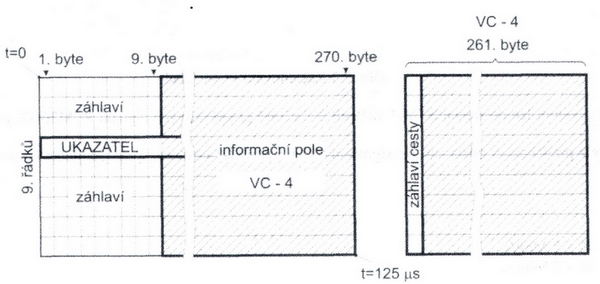 VC - 4
t=0
1. byte
9. byte
270. byte
261. byte
záhlaví
UKAZATEL
informační pole
9. řádků
záhlaví
VC - 4
záhlaví cesty
t=125 µs